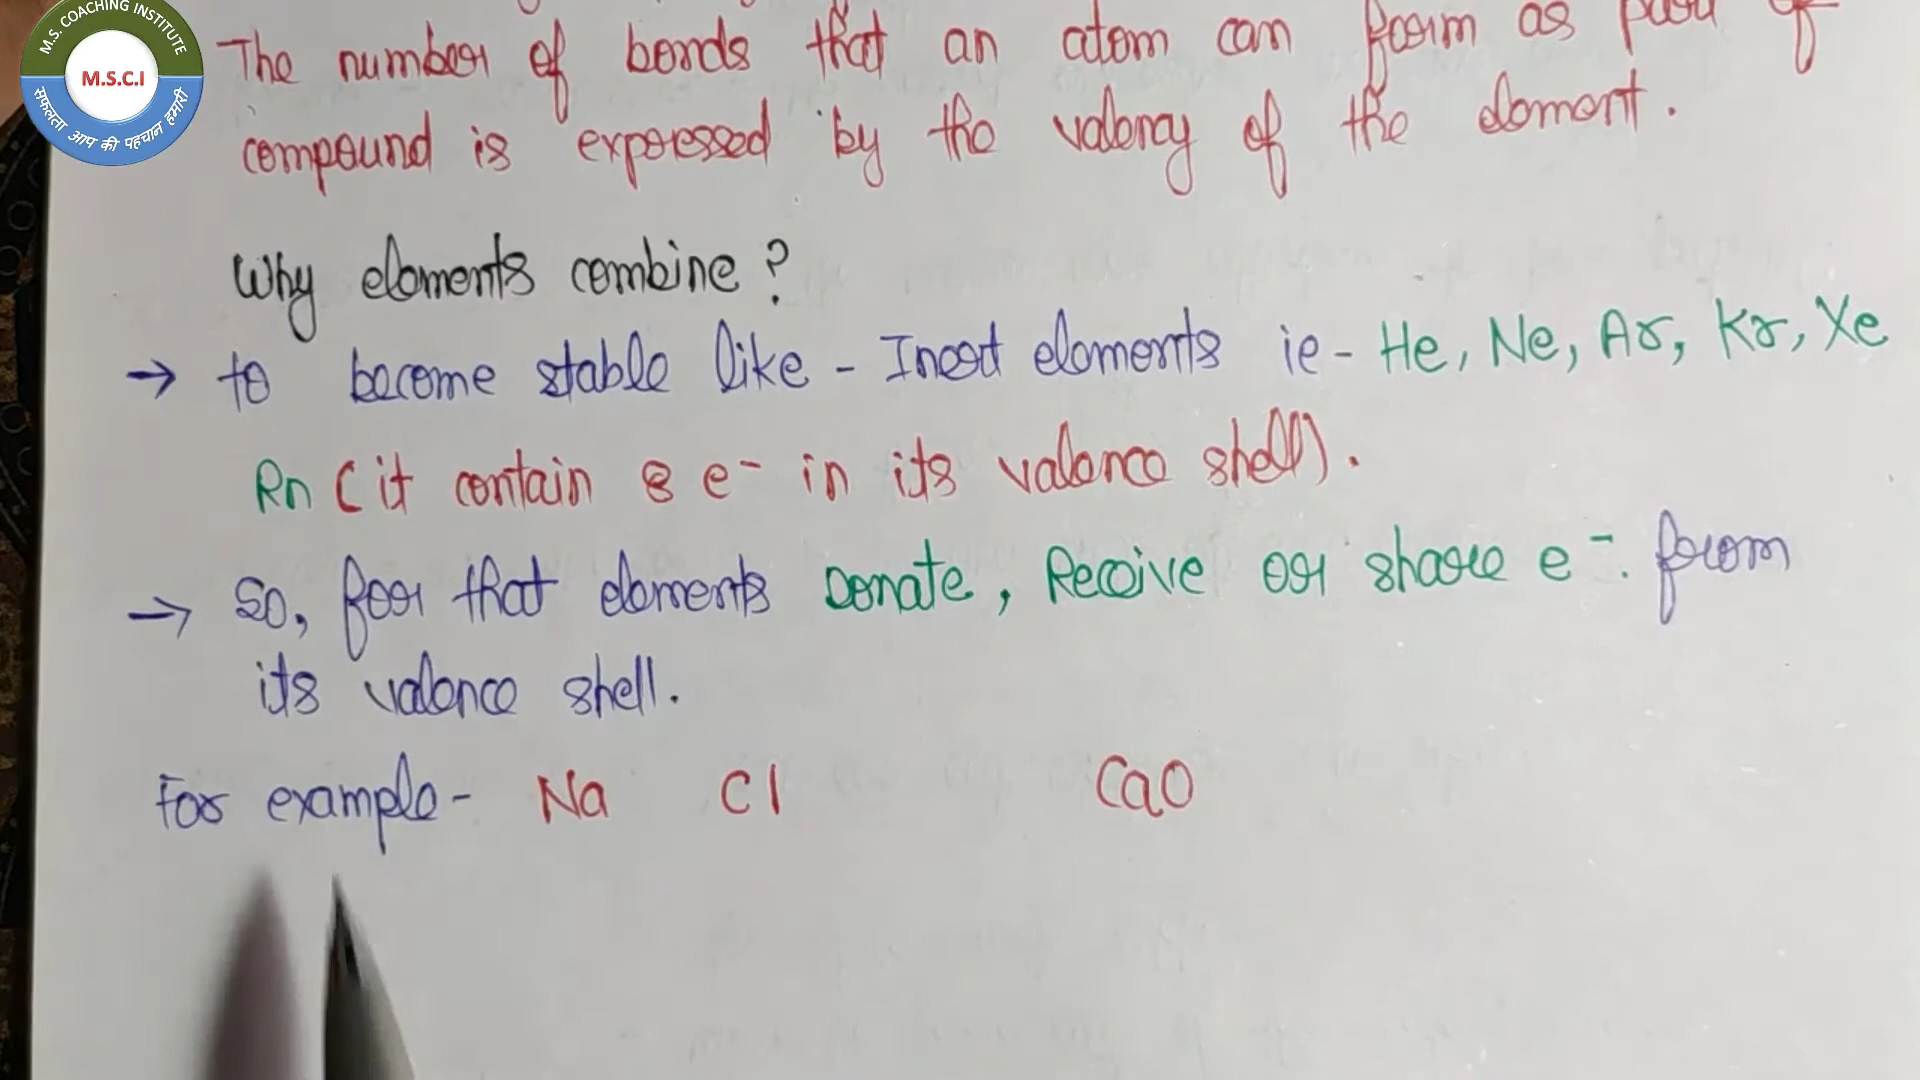 M.S. COACHING INSTITUTE
M.S.C.I
सफलता आप की पहचान हमारी
The number of bonds that an atom can form as part of
compound is expressed by the valency of the element.
Why elements combine ?
→ to become stable like - Inert elements ie - He, Ne, Ar, Kr, Xe
Rn ( it contain 8 e⁻ in its valence shell).
→ So, for that elements Donate, Receive or share e⁻. from
its valence shell.
For example - Na Cl CaO